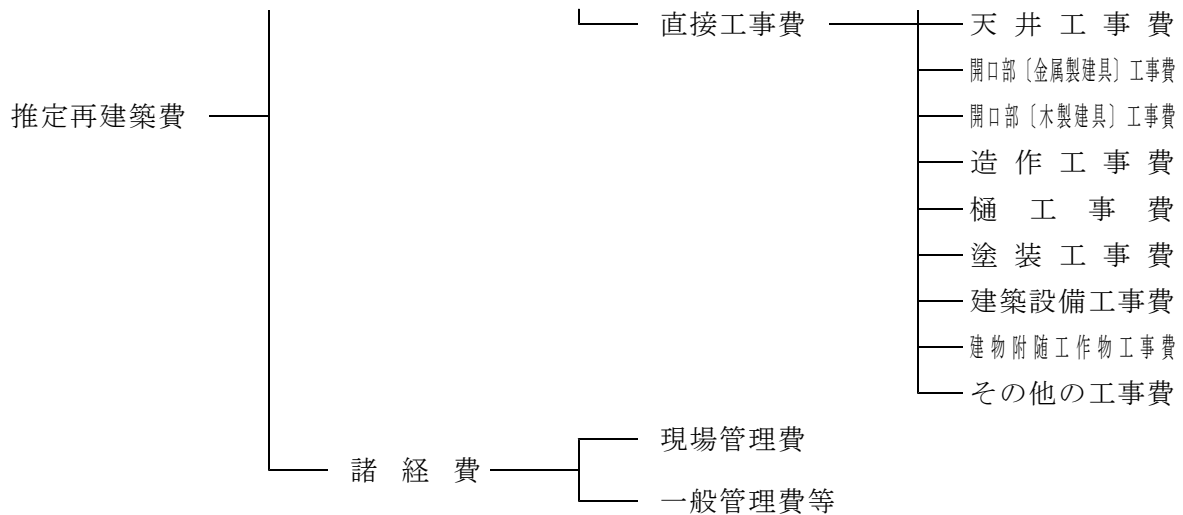 直接工事費
天井工事費
開口部〔金属製建具〕工事費
推定再建築費
開口部〔木製建具〕工事費
造作工事費
樋工事費
塗装工事費
建築設備工事費
建物附随工作物工事費
その他の工事費
現場管理費
諸経費
一般管理費等